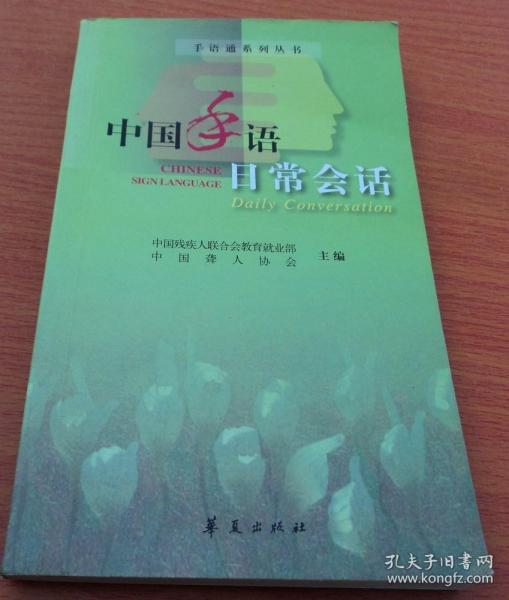 手语通系列丛书
中国手语
CHINESE
SIGN LANGUAGE
日常会话
Daily Conversation
中国残疾人联合会教育就业部
中国聋人协会
主编
华夏出版社
孔夫子旧书网
www.kongfz.com